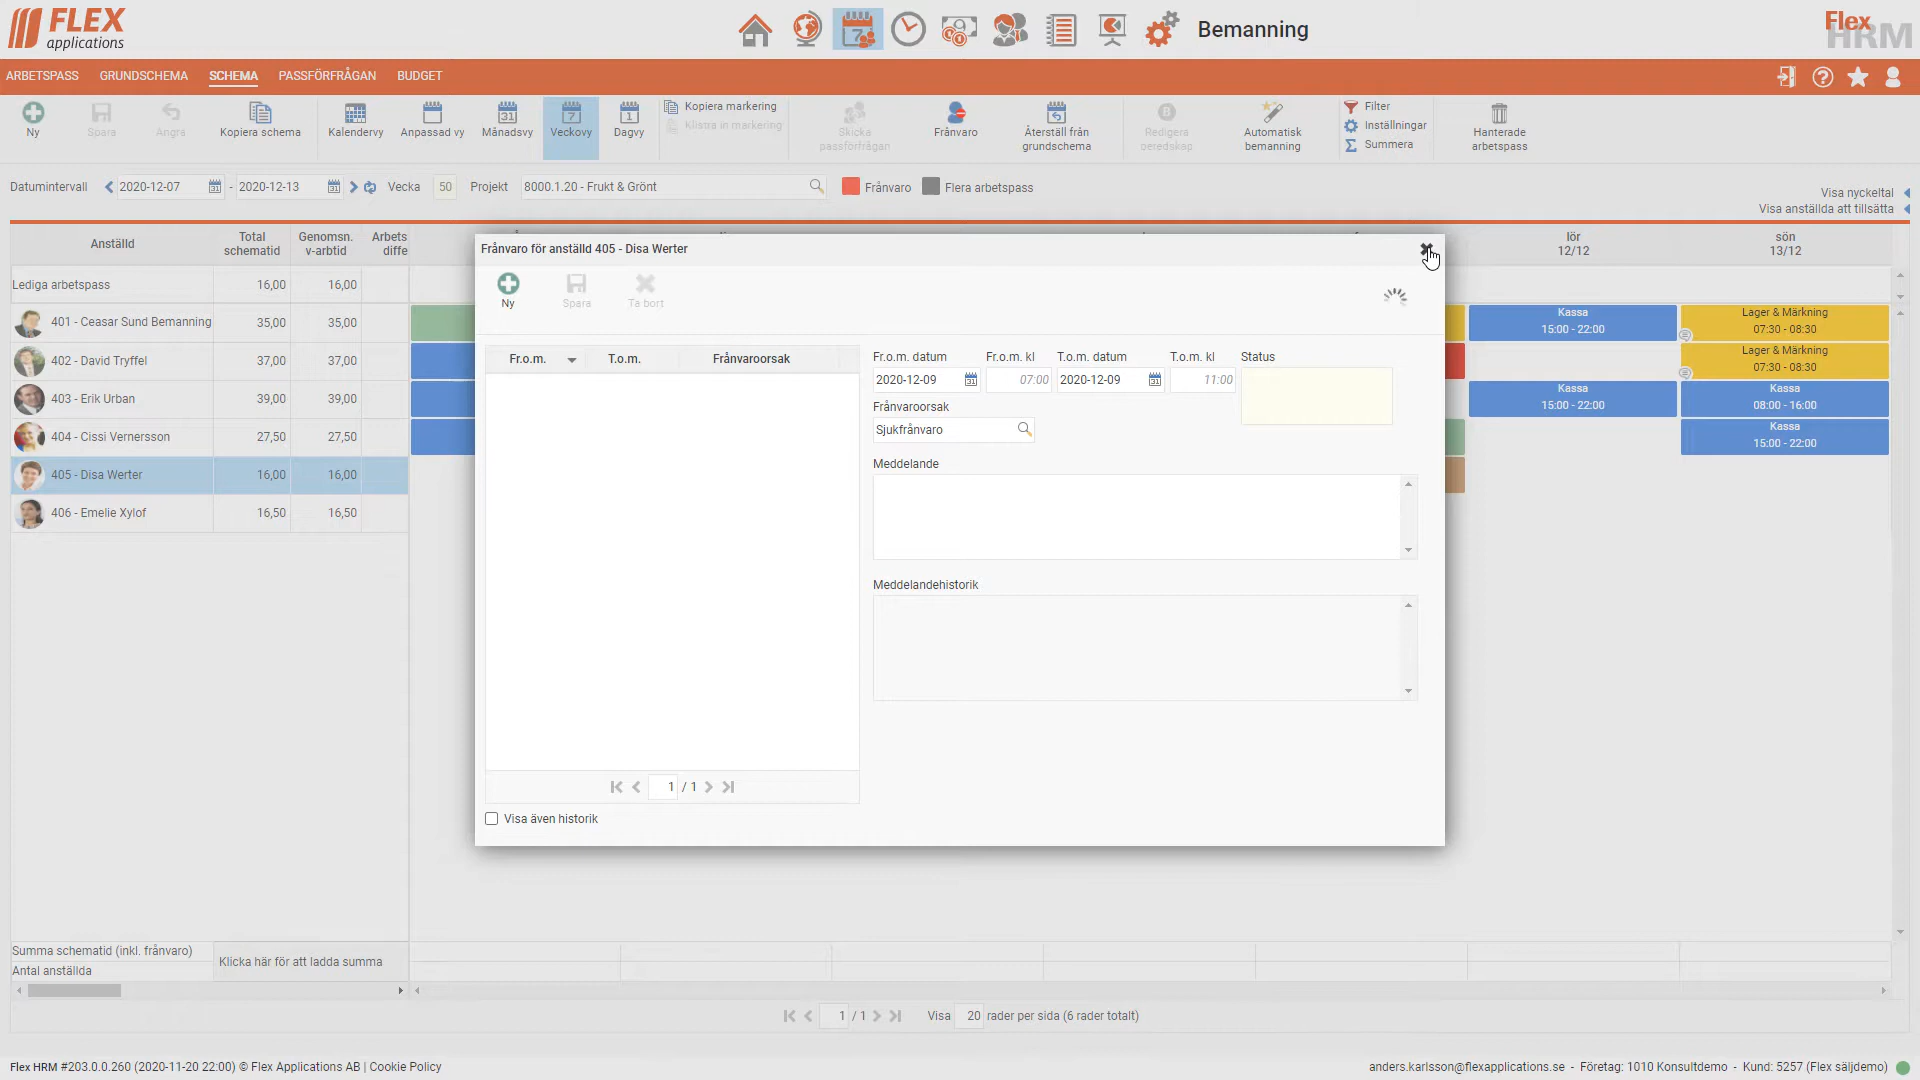 FLEX
applications
Bemanning
Flex
HRM
ARBETSPASS GRUNDSCHEMA SCHEMA PASSFÖRFRÅGAN BUDGET
Ny
Spara
Ångra
Kopiera schema
Kalendervy
Anpassad vy
Månadsvy
Veckovy
Dagvy
Kopiera markering
Klistra in markering
Skicka
passförfrågan
Frånvaro
Återställ från
grundschema
Redigera
beredskap
Automatisk
bemanning
Filter
Inställningar
Summera
Hanterade
arbetspass
Datumintervall 2020-12-07 - 2020-12-13 Vecka 50 Projekt 8000.1.20 - Frukt & Grönt Frånvaro Flera arbetspass
Visa nyckeltal
Visa anställda att tillsätta
Anställd
Total
schematid
Genomsn.
v-arbtid
Arbets
diffe
lör
12/12
sön
13/12
Lediga arbetspass 16,00 16,00
401 - Ceasar Sund Bemanning 35,00 35,00
402 - David Tryffel 37,00 37,00
403 - Erik Urban 39,00 39,00
404 - Cissi Vernersson 27,50 27,50
405 - Disa Werter 16,00 16,00
406 - Emelie Xylof 16,50 16,50
Kassa
15:00 - 22:00
Lager & Märkning
07:30 - 08:30
Lager & Märkning
07:30 - 08:30
Kassa
15:00 - 22:00
Kassa
08:00 - 16:00
Kassa
15:00 - 22:00
Frånvaro för anställd 405 - Disa Werter
Ny
Spara
Ta bort
Fr.o.m. T.o.m. Frånvaroorsak
Fr.o.m. datum Fr.o.m. kl T.o.m. datum T.o.m. kl Status
2020-12-09 07:00 2020-12-09 11:00
Frånvaroorsak
Sjukfrånvaro
Meddelande
Meddelandehistorik
1 / 1
Visa även historik
Summa schematid (inkl. frånvaro)
Antal anställda
Klicka här för att ladda summa
1 / 1 Visa 20 rader per sida (6 rader totalt)
Flex HRM #203.0.0.260 (2020-11-20 22:00) © Flex Applications AB | Cookie Policy
anders.karlsson@flexapplications.se - Företag: 1010 Konsultdemo - Kund: 5257 (Flex säljdemo)